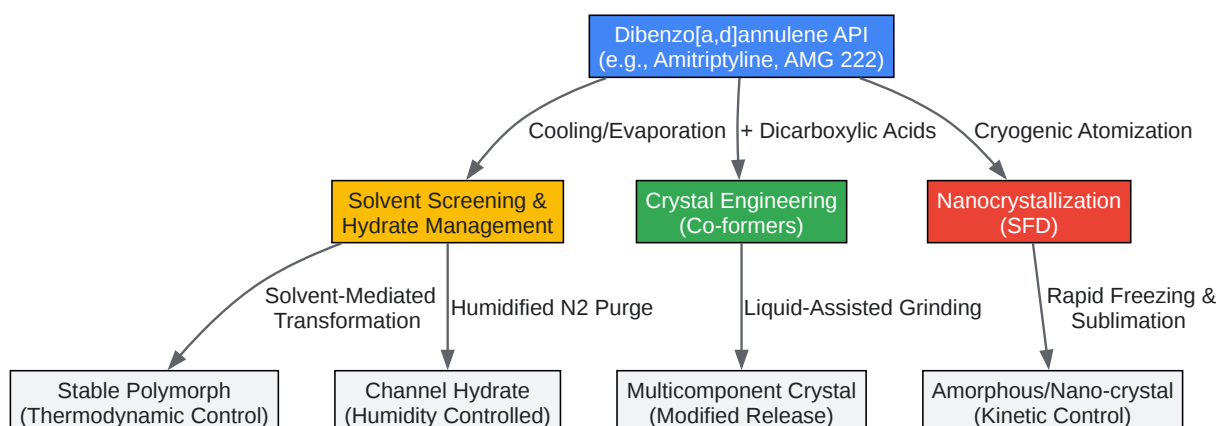 Dibenzo[a,d]annulene API
(e.g., Amitriptyline, AMG 222)
Cooling/Evaporation
+ Dicarboxylic Acids
Cryogenic Atomization
Solvent Screening &
Hydrate Management
Crystal Engineering
(Co-formers)
Nanocrystallization
(SFD)
Solvent-Mediated
Transformation
Humidified N2 Purge
Liquid-Assisted Grinding
Rapid Freezing &
Sublimation
Stable Polymorph
(Thermodynamic Control)
Channel Hydrate
(Humidity Controlled)
Multicomponent Crystal
(Modified Release)
Amorphous/Nano-crystal
(Kinetic Control)